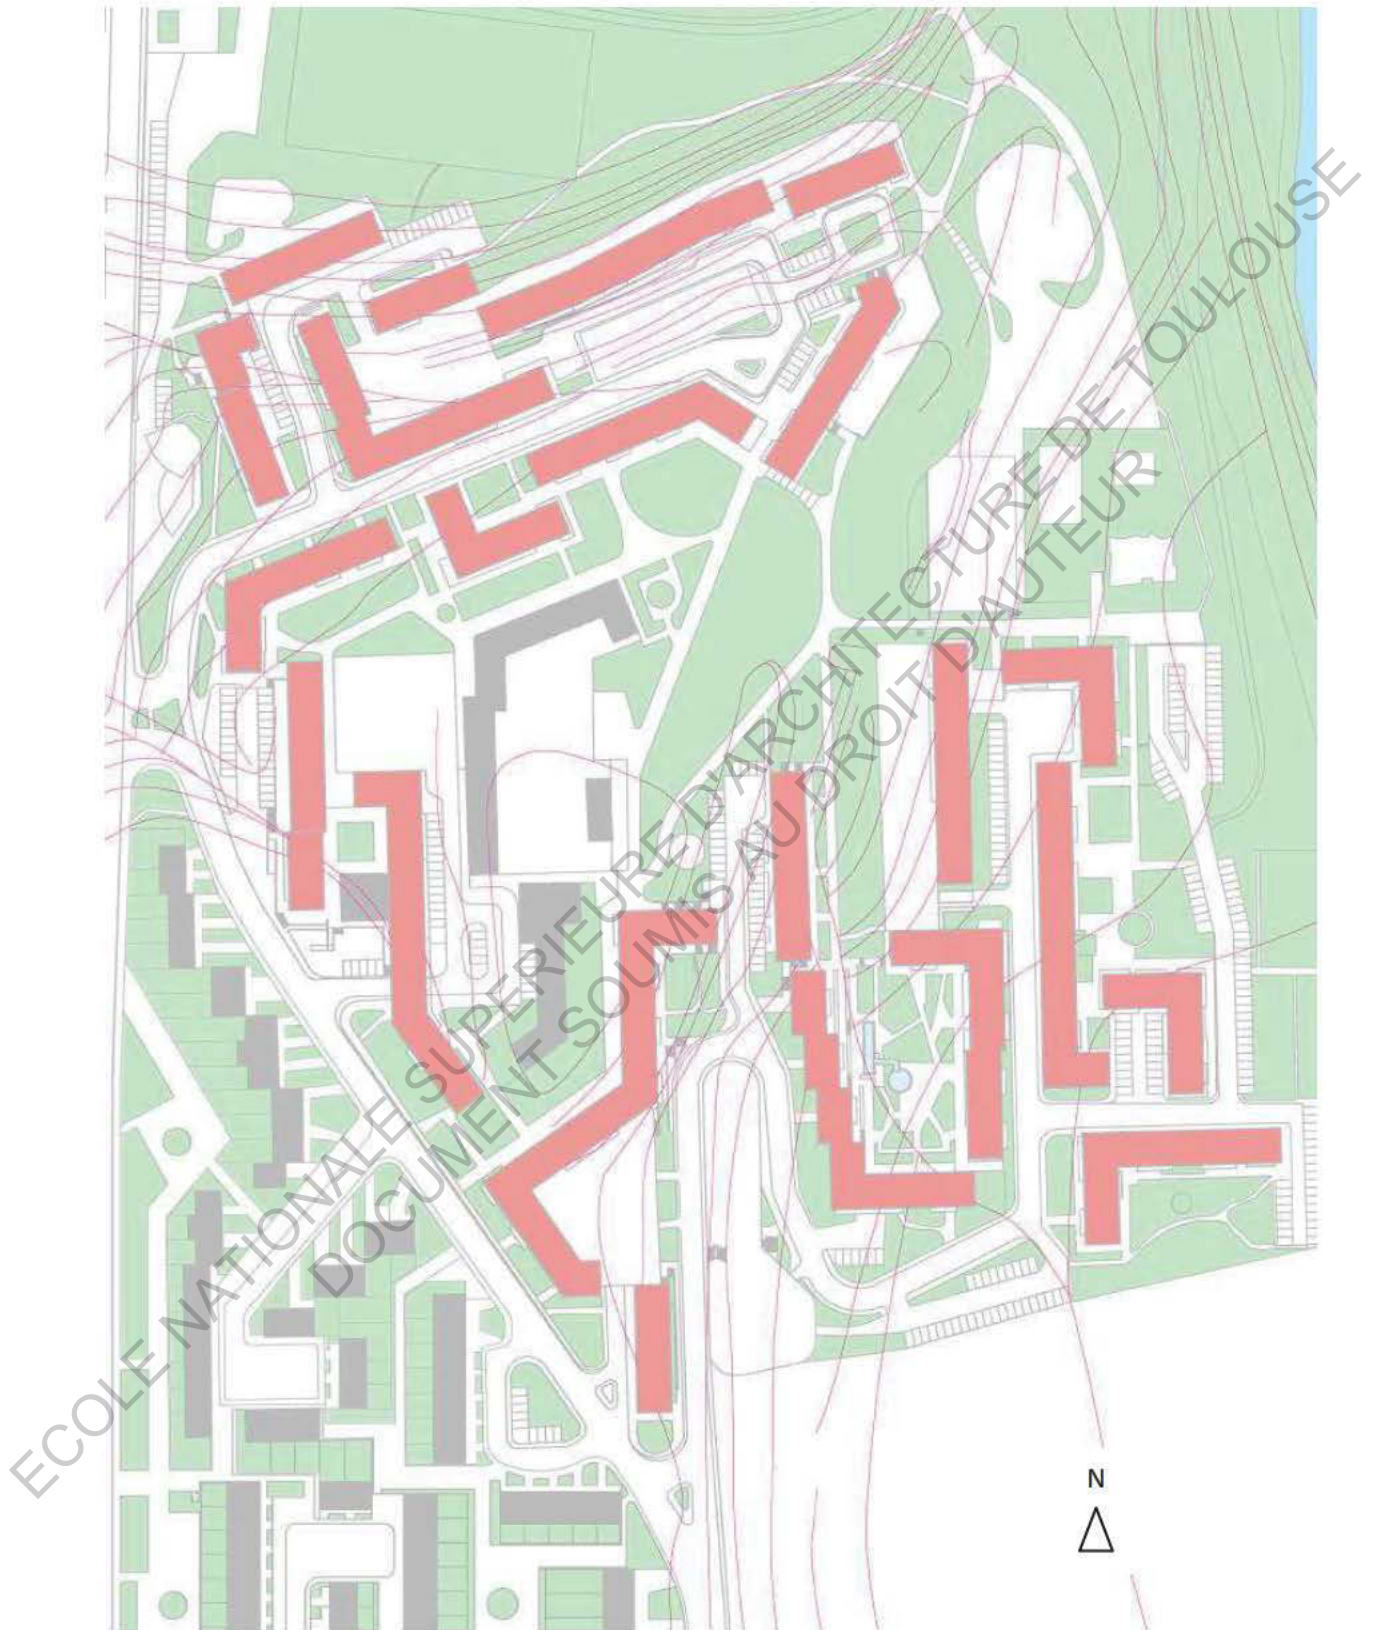 ECOLE NATIONALE SUPERIEURE D'ARCHITECTURE DE TOULOUSE
DOCUMENT SOUMIS AU DROIT D'AUTEUR
N